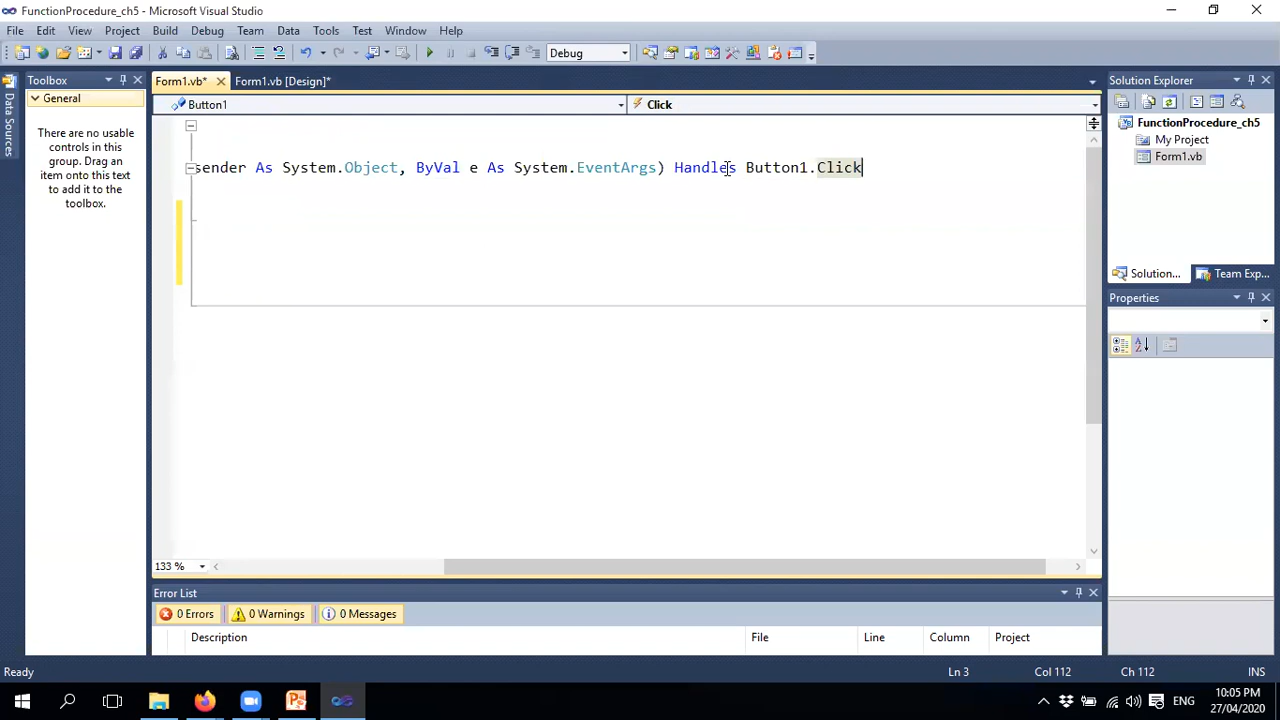 FunctionProcedure_ch5 - Microsoft Visual Studio
File Edit View Project Build Debug Team Data Tools Test Window Help
Debug
Data Sources
Toolbox
General
There are no usable
controls in this
group. Drag an
item onto this text
to add it to the
toolbox.
Form1.vb*
Form1.vb [Design]*
Button1
Click
sender As System.Object, ByVal e As System.EventArgs) Handles Button1.Click
133 %
Error List
0 Errors
0 Warnings
0 Messages
Description
File
Line
Column
Project
Solution Explorer
FunctionProcedure_ch5
My Project
Form1.vb
Solution...
Team Exp...
Properties
Ready
Ln 3
Col 112
Ch 112
INS
ENG
10:05 PM
27/04/2020